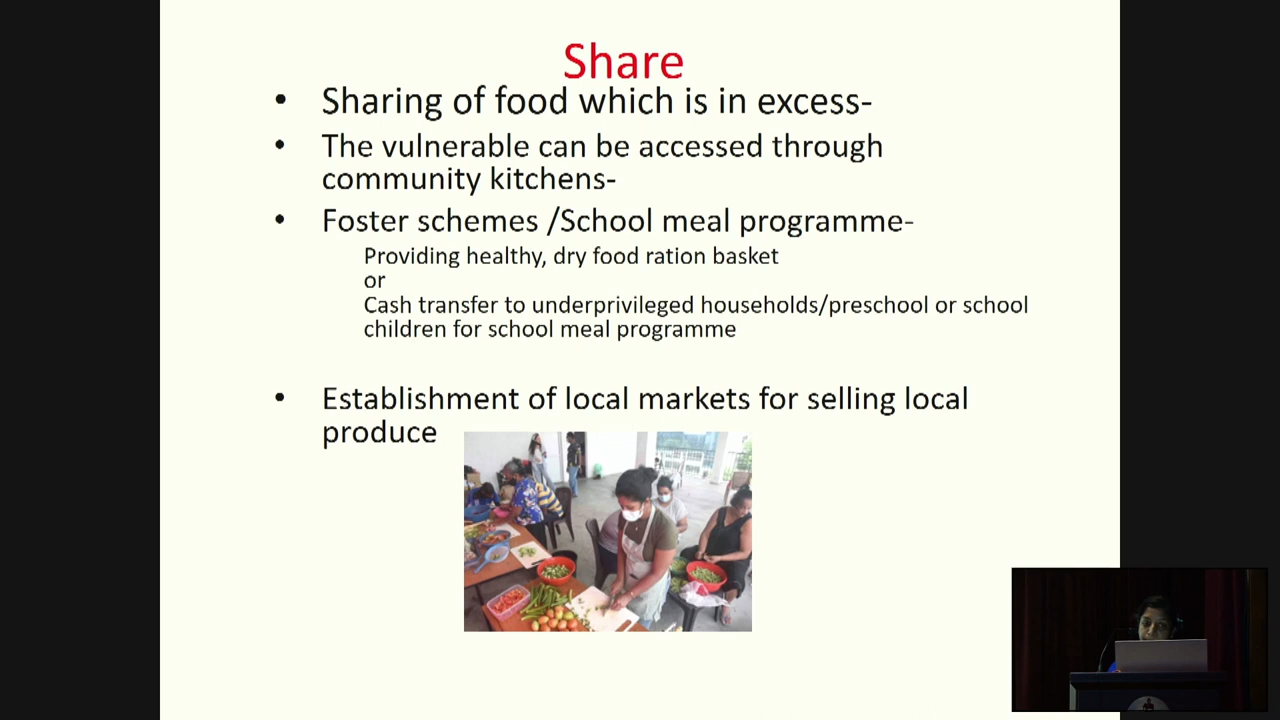 Share
• Sharing of food which is in excess-
• The vulnerable can be accessed through
community kitchens-
• Foster schemes /School meal programme-
Providing healthy, dry food ration basket
or
Cash transfer to underprivileged households/preschool or school
children for school meal programme
• Establishment of local markets for selling local
produce